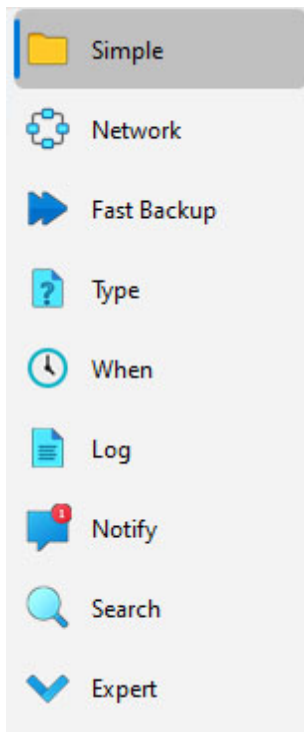 Simple
Network
Fast Backup
Type
When
Log
1
Notify
Search
Expert